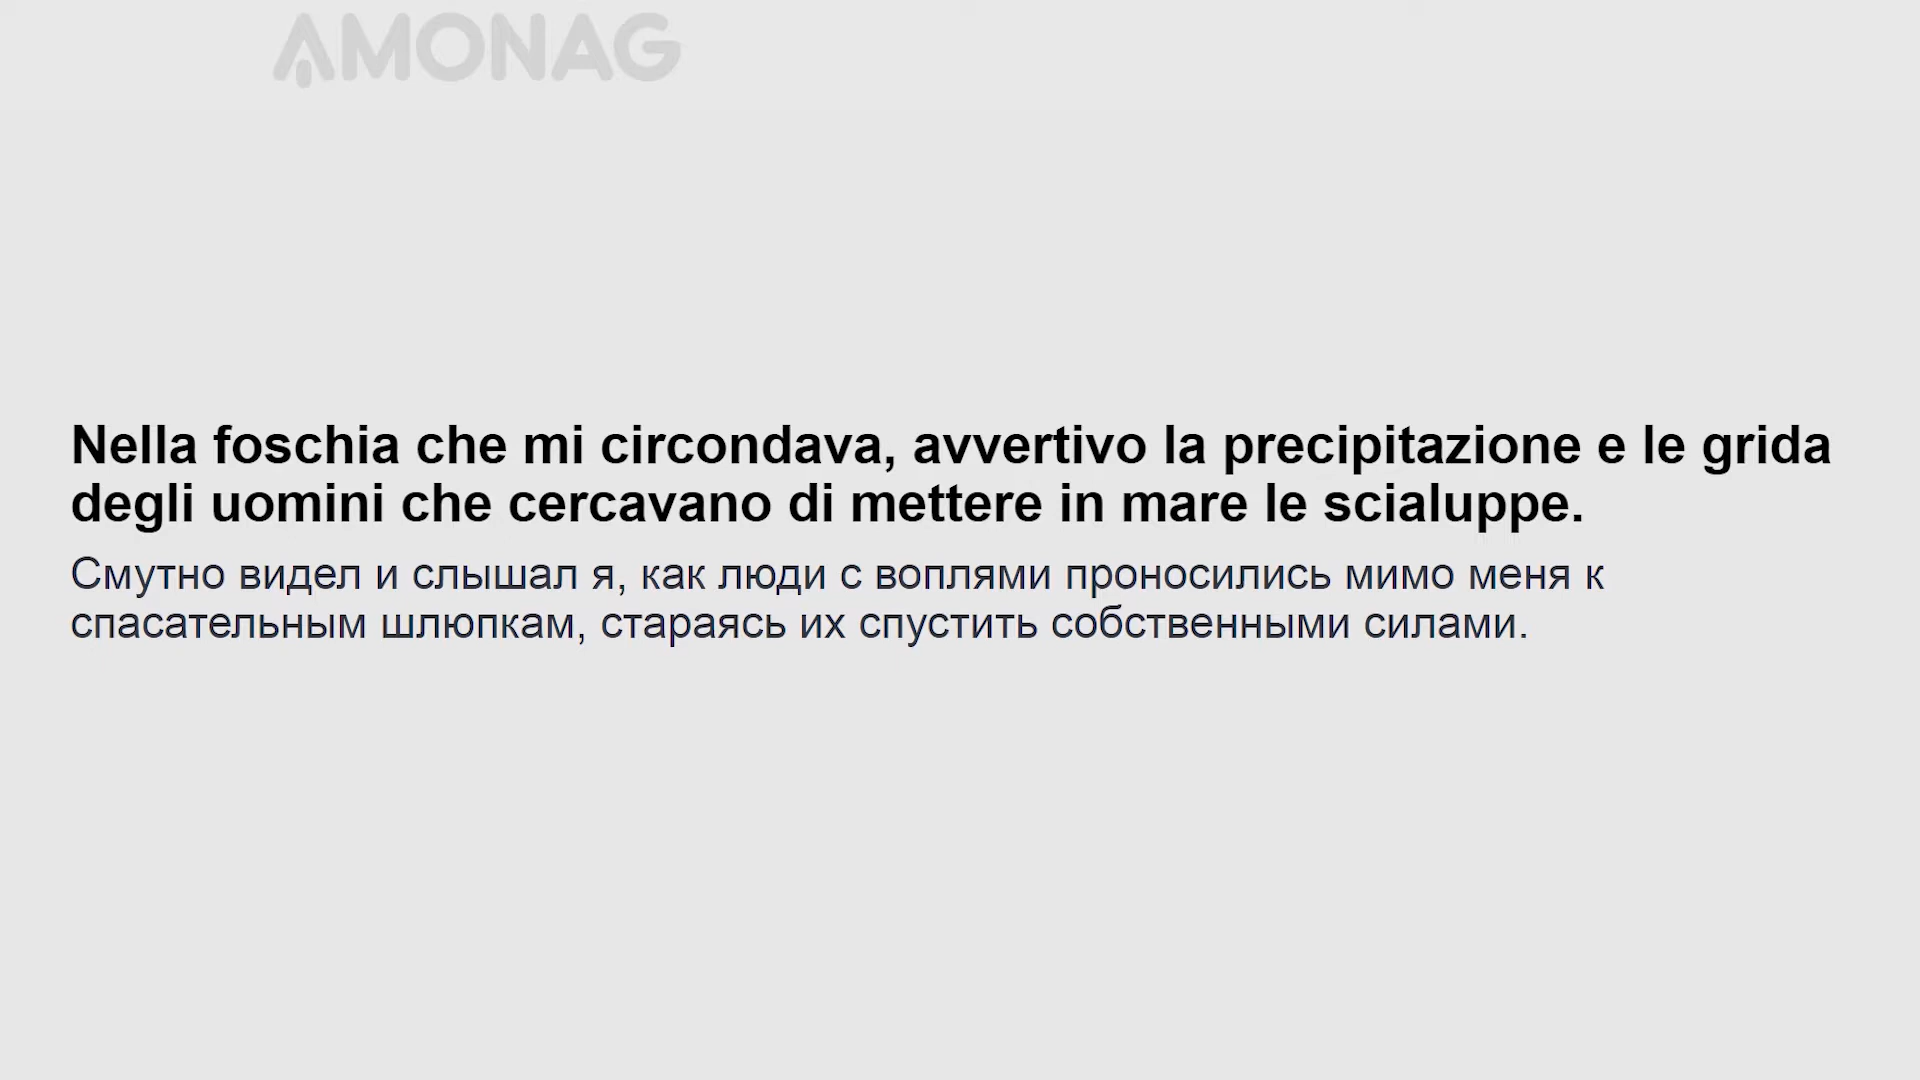 AMONAG
Nella foschia che mi circondava, avvertivo la precipitazione e le grida
degli uomini che cercavano di mettere in mare le scialuppe.
Смутно видел и слышал я, как люди с воплями проносились мимо меня к
спасательным шлюпкам, стараясь их спустить собственными силами.